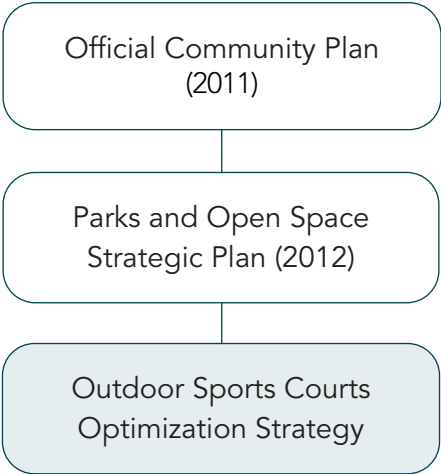 Official Community Plan
(2011)
Parks and Open Space
Strategic Plan (2012)
Outdoor Sports Courts
Optimization Strategy